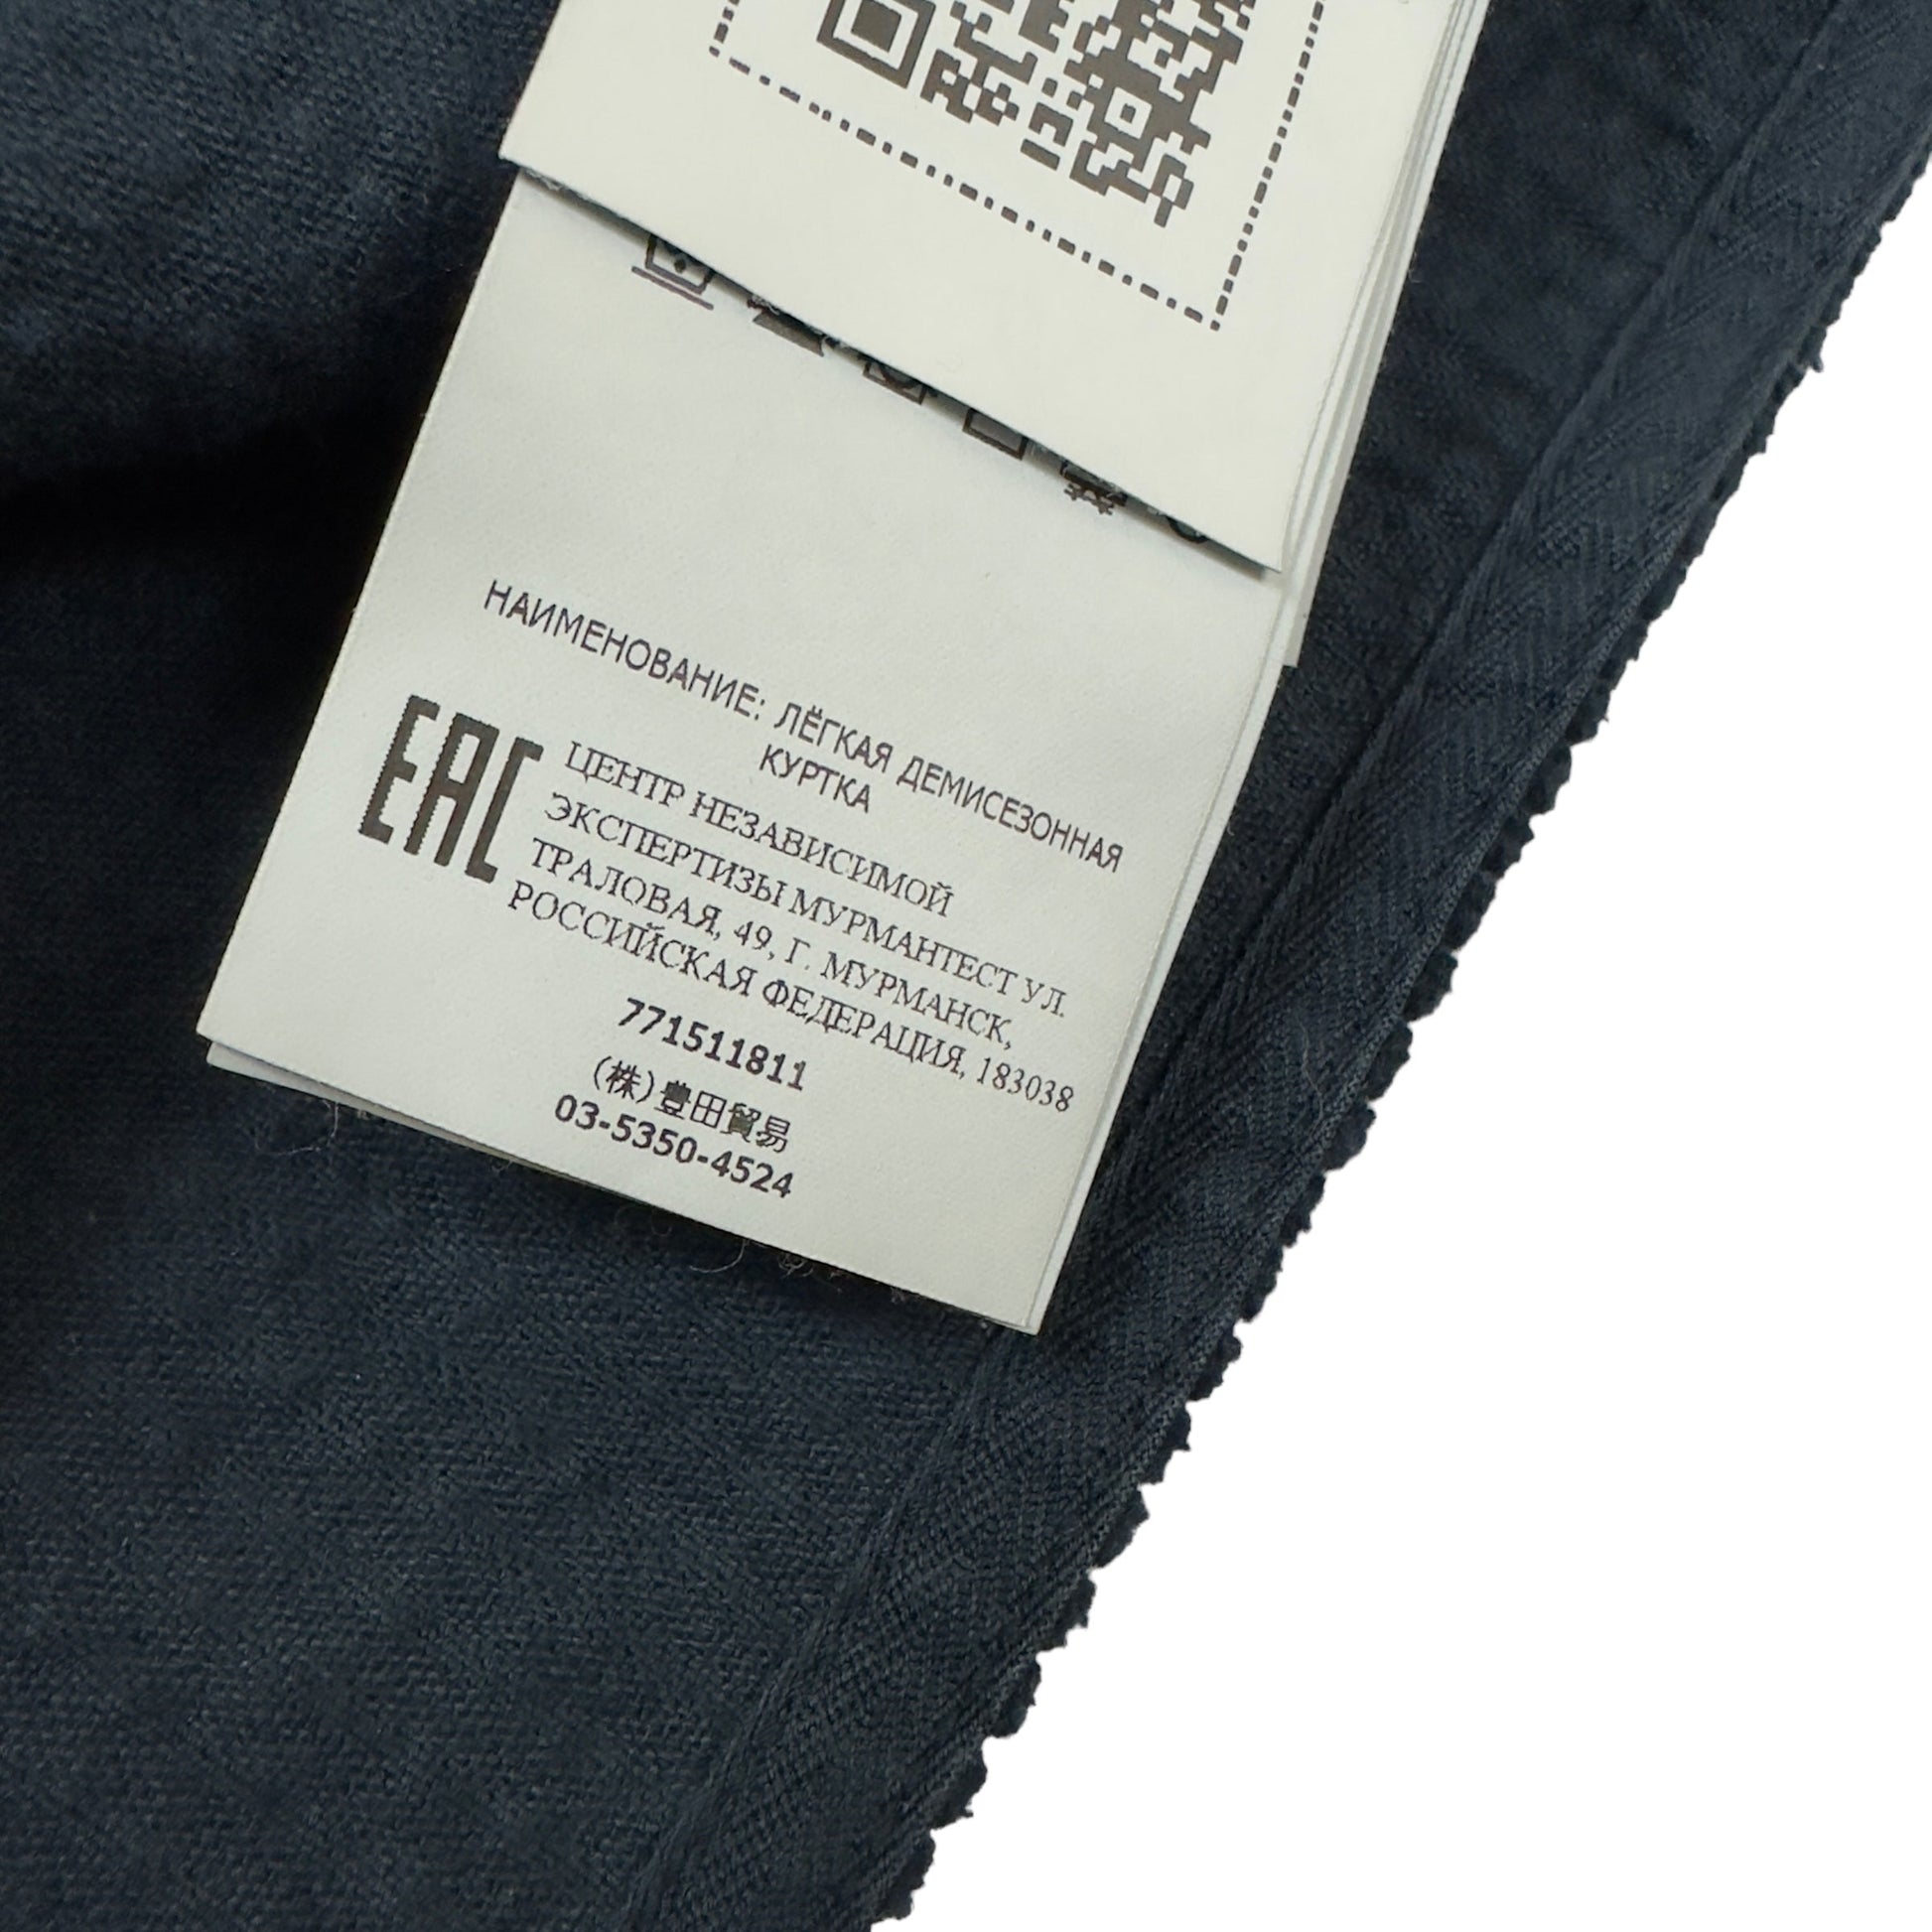 НАИМЕНОВАНИЕ: ЛЁГКАЯ ДЕМИСЕЗОННАЯ
КУРТКА
EAC
ЦЕНТР НЕЗАВИСИМОЙ
ЭКСПЕРТИЗЫ МУРМАНТЕСТ УЛ.
ТРАЛОВАЯ, 49, Г. МУРМАНСК,
РОССИЙСКАЯ ФЕДЕРАЦИЯ, 183038
771511811
(株)豊田貿易
03-5350-4524